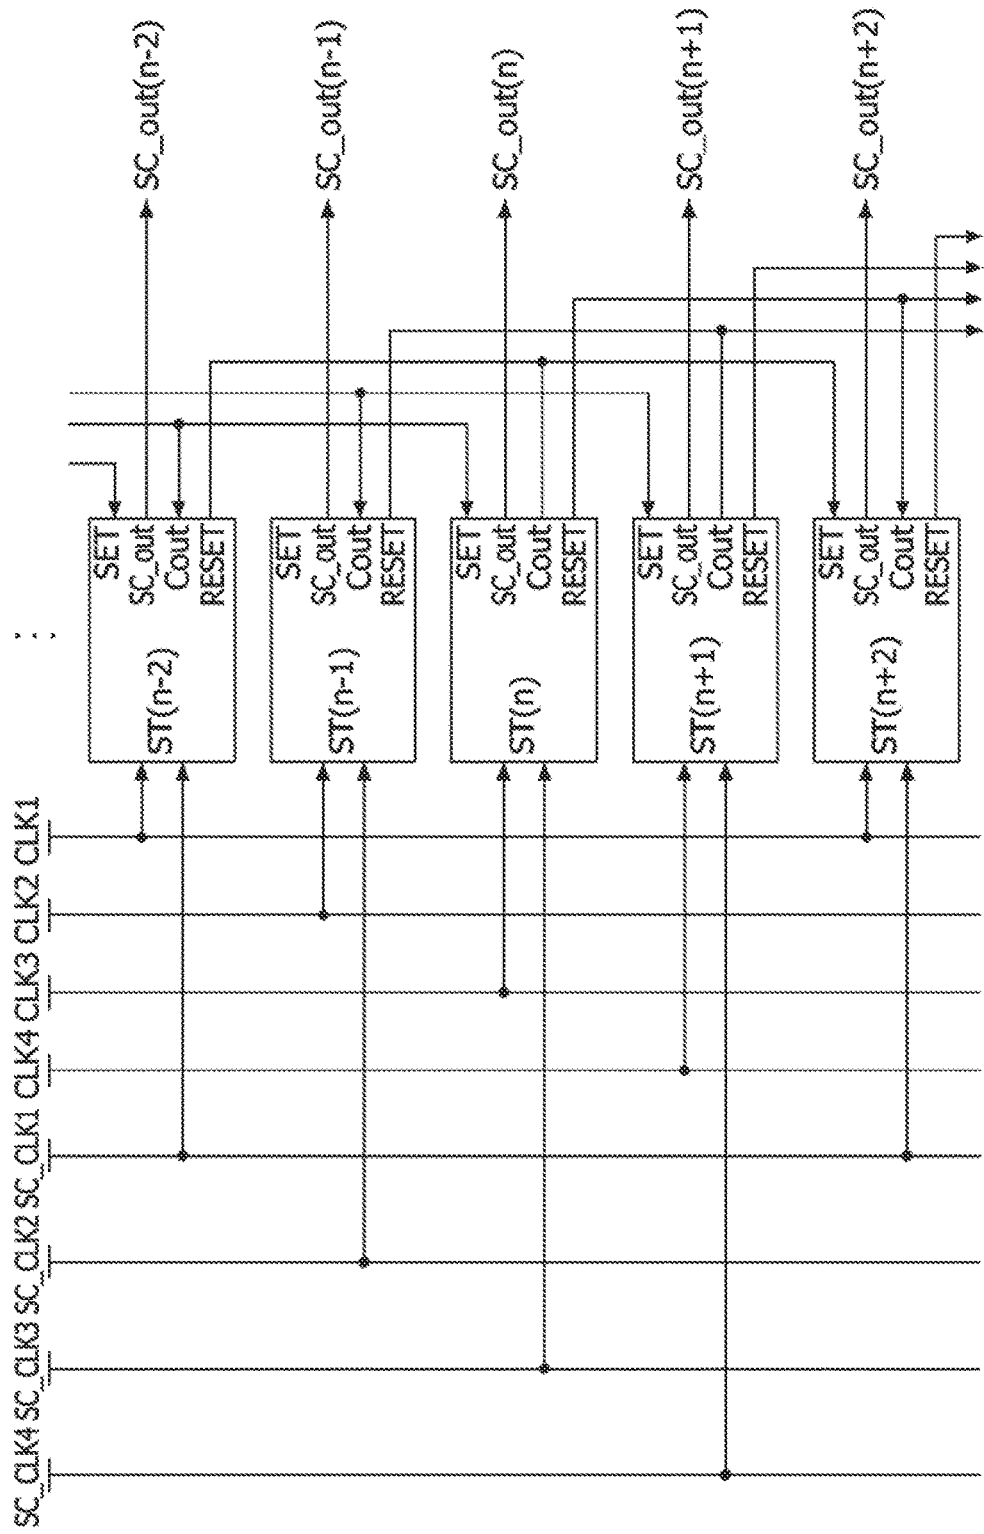 SC_CLK4 SC_CLK3 SC_CLK2 SC_CLK1 CLK4 CLK3 CLK2 CLK1
ST(n-2)
SET
SC_out
Cout
RESET
SC_out(n-2)
ST(n-1)
SET
SC_out
Cout
RESET
SC_out(n-1)
ST(n)
SET
SC_out
Cout
RESET
SC_out(n)
ST(n+1)
SET
SC_out
Cout
RESET
SC_out(n+1)
ST(n+2)
SET
SC_out
Cout
RESET
SC_out(n+2)